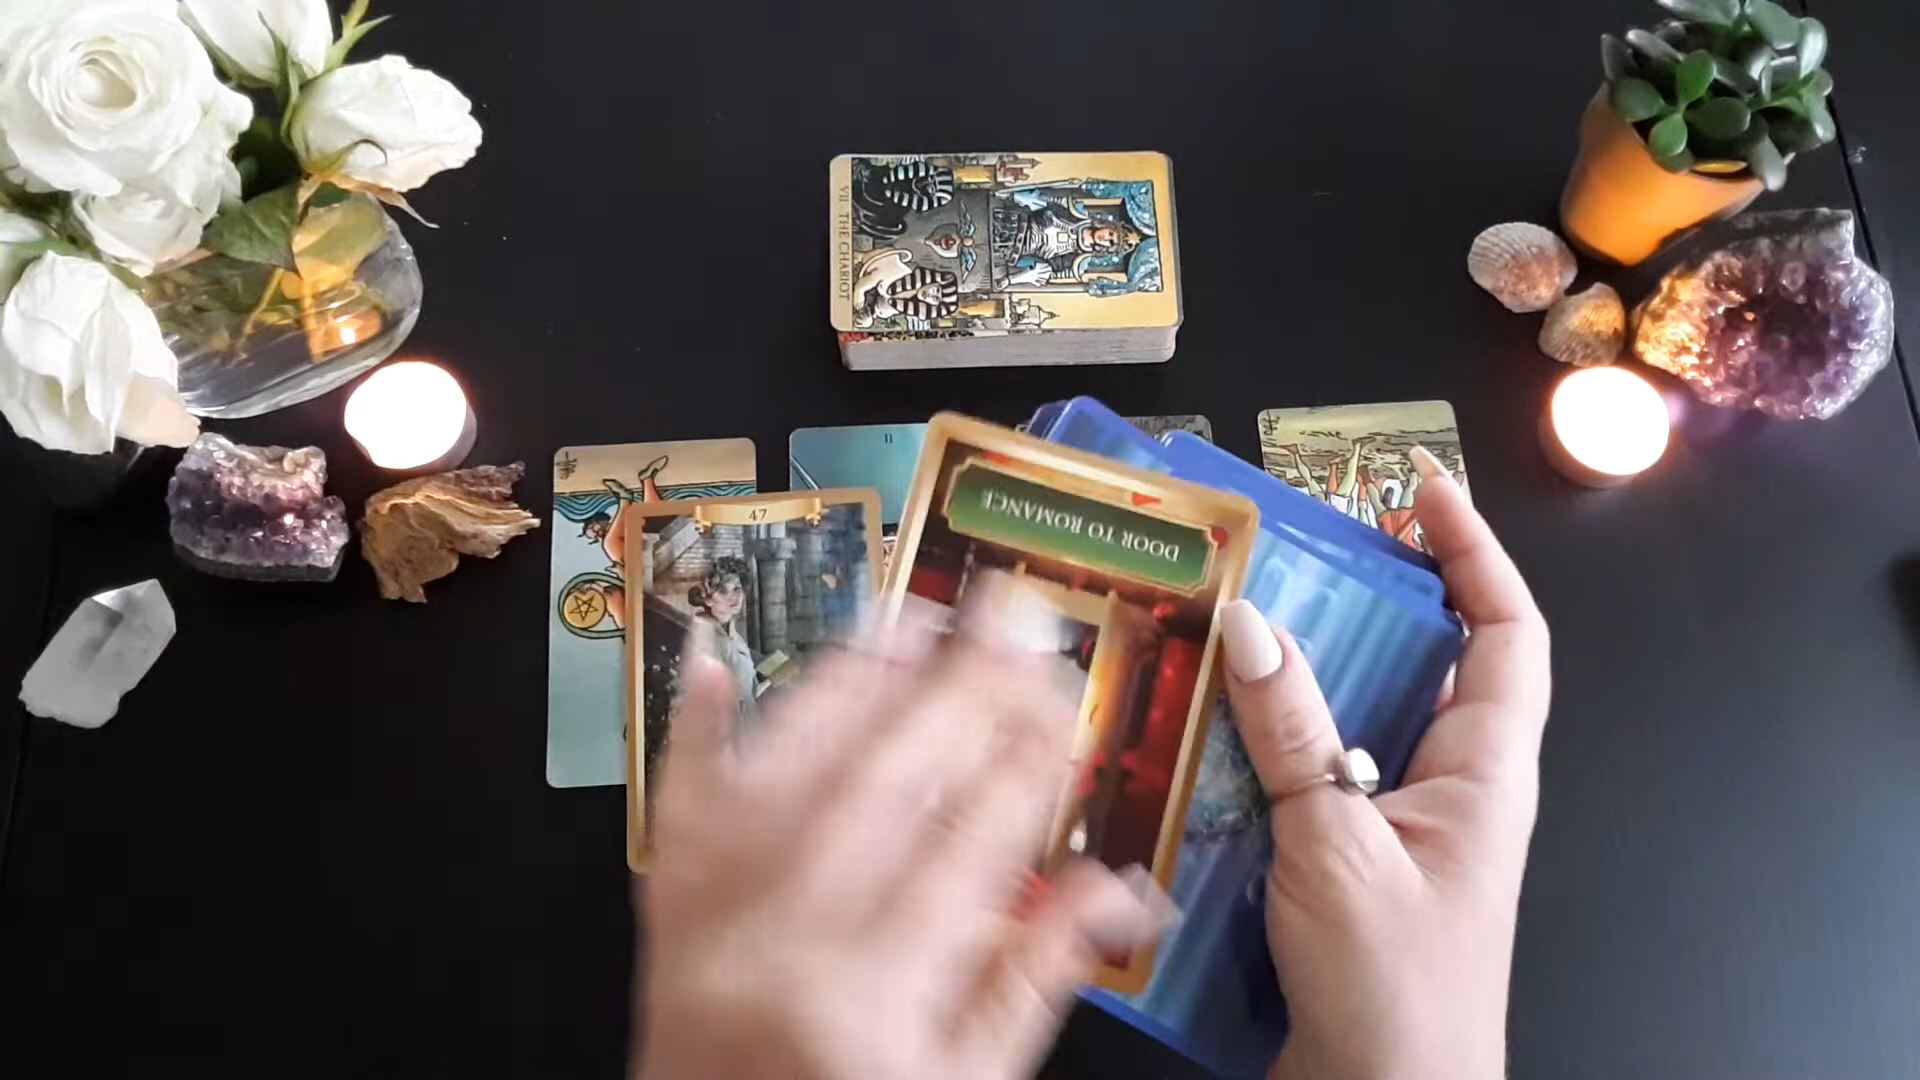 VII · THE CHARIOT
II
47
DOOR TO ROMANCE